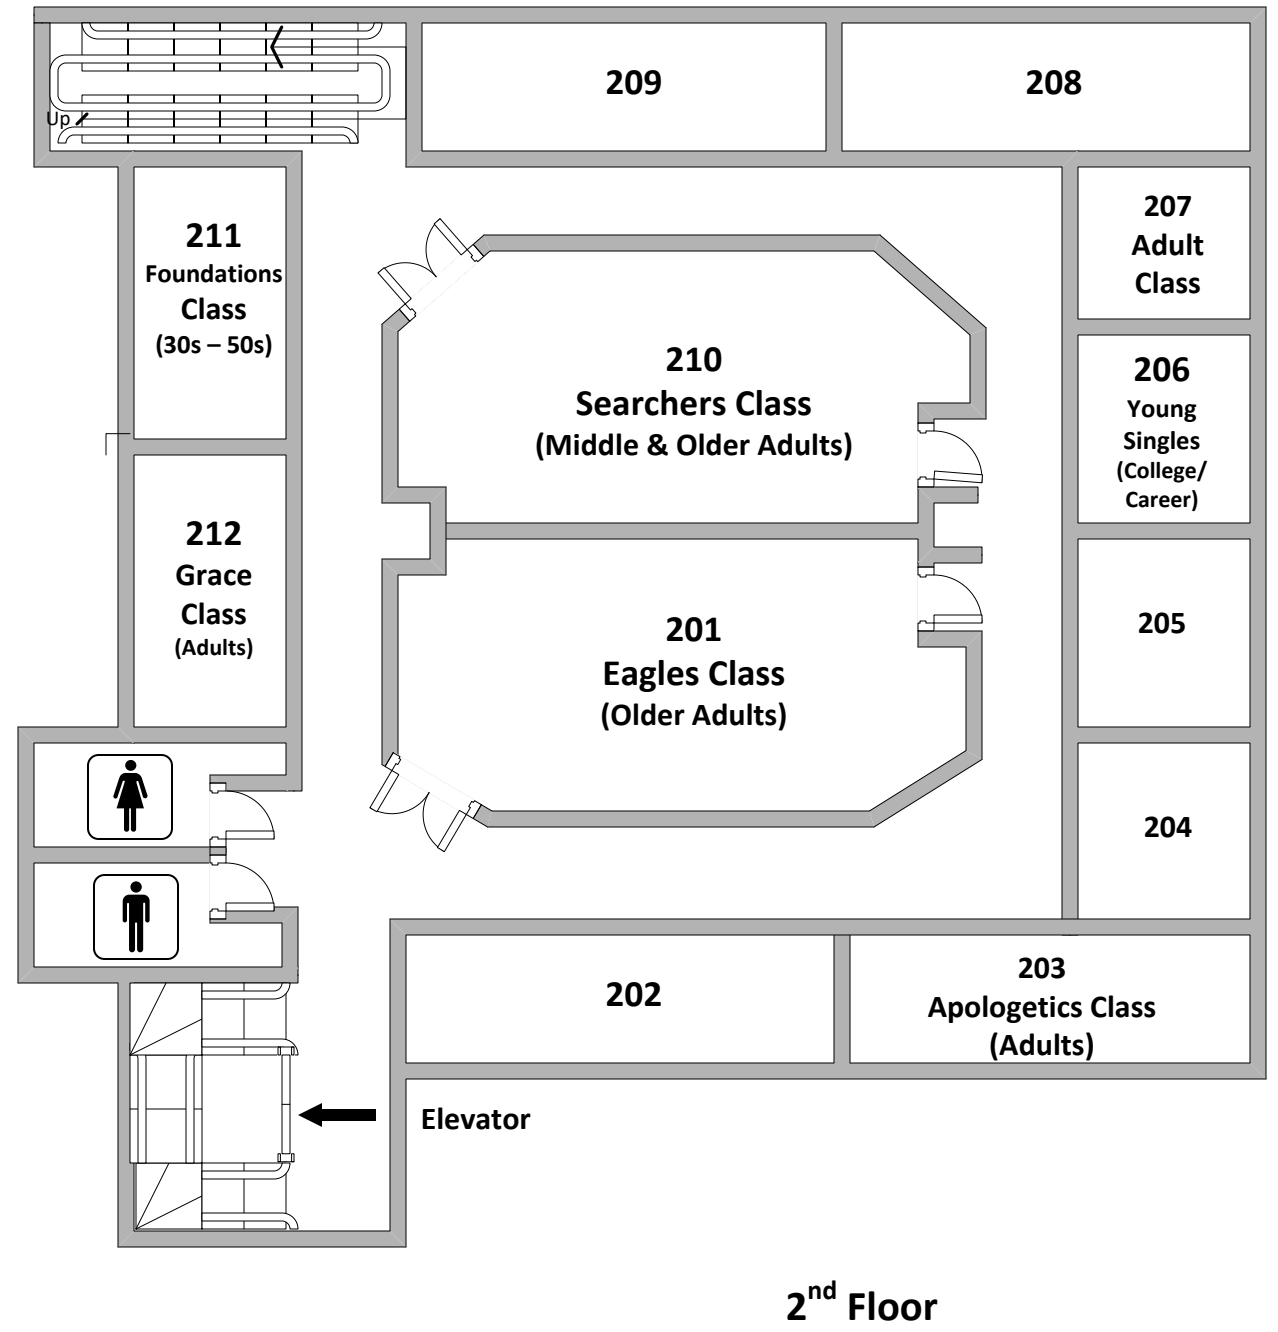 209
208
Up
211
Foundations
Class
(30s – 50s)
207
Adult
Class
210
Searchers Class
(Middle & Older Adults)
206
Young
Singles
(College/
Career)
212
Grace
Class
(Adults)
201
Eagles Class
(Older Adults)
205
204
202
203
Apologetics Class
(Adults)
Elevator
2nd Floor